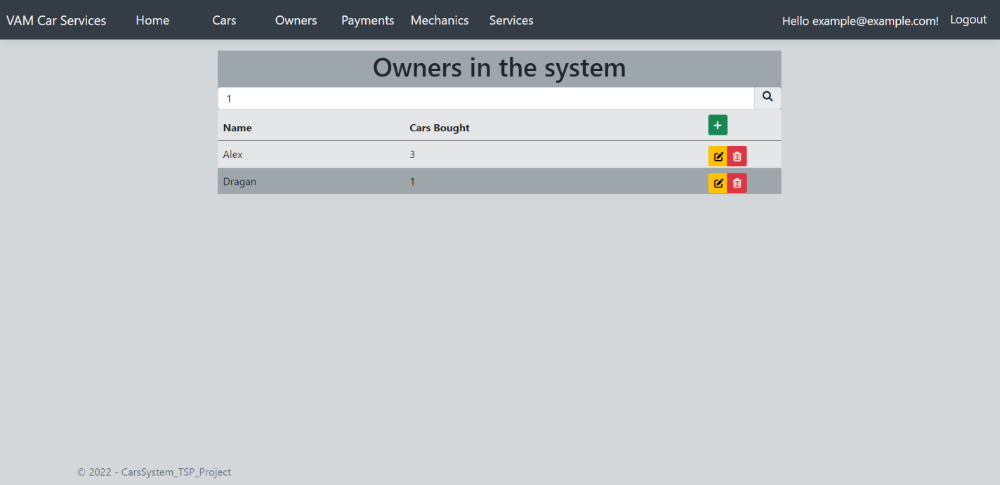 VAM Car Services Home Cars Owners Payments Mechanics Services Hello example@example.com! Logout
Owners in the system
1
Name Cars Bought
Alex 3
Dragan 1
© 2022 - CarsSystem_TSP_Project